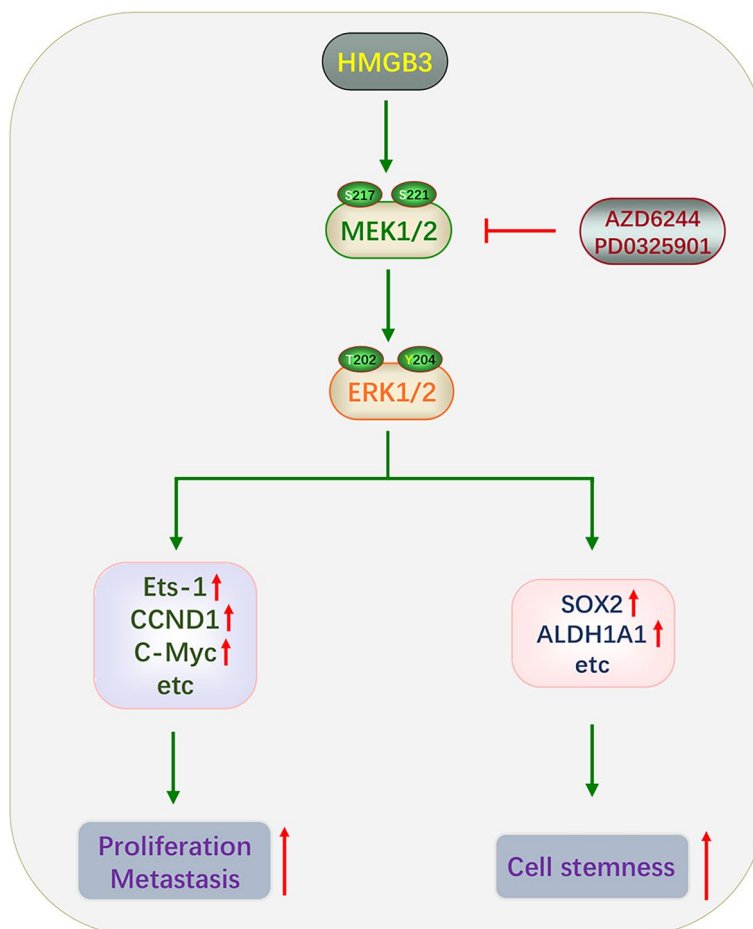 HMGB3
S217 S221
MEK1/2
AZD6244
PD0325901
T202 Y204
ERK1/2
Ets-1
CCND1
C-Myc
etc
SOX2
ALDH1A1
etc
Proliferation
Metastasis
Cell stemness